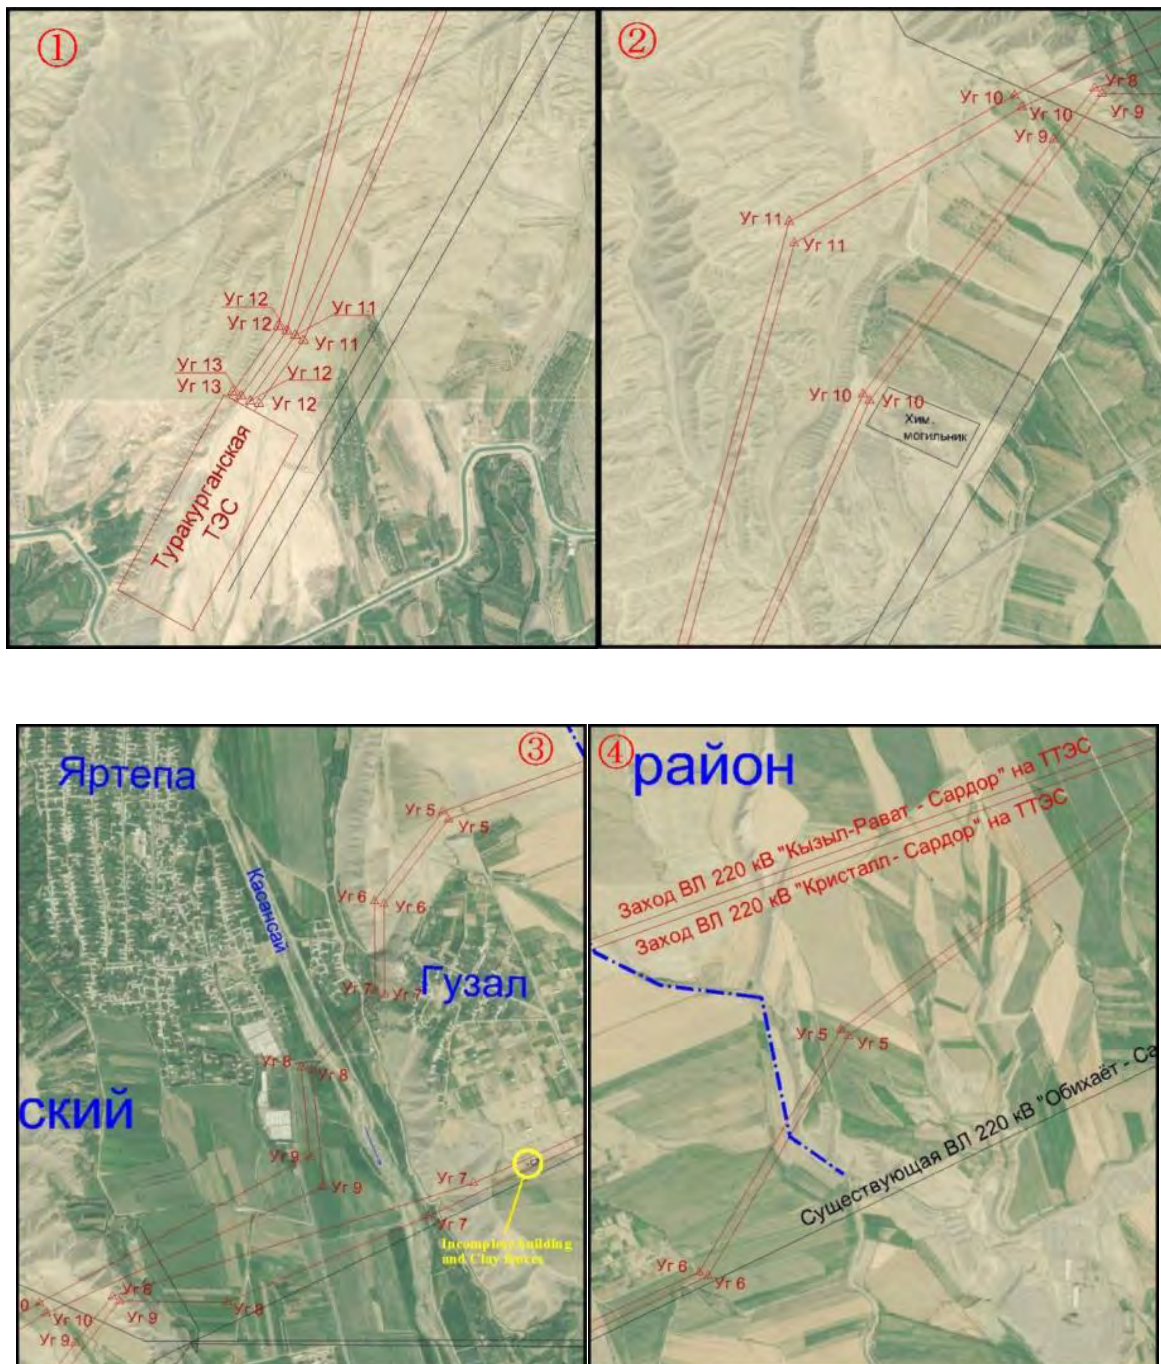 ①
Уг 12
Уг 12
Уг 11
Уг 11
Уг 13
Уг 13
Уг 12
Уг 12
Туракурганская
ТЭС
②
Уг 10
Уг 10
Уг 8
Уг 9
Уг 9
Уг 11
Уг 11
Уг 10
Уг 10
Хим.
могильник
③
Яртепа
Касансай
Уг 5
Уг 5
Уг 6
Уг 6
Уг 7
Уг 7
Гузал
Уг 8
Уг 8
ский
Уг 9
Уг 9
Уг 7
Уг 7
Incomplete building
and Clay fences
Уг 8
Уг 9
Уг 8
0
Уг 10
Уг 9
④
район
Заход ВЛ 220 кВ "Кызыл-Рават - Сардор" на ТТЭС
Заход ВЛ 220 кВ "Кристалл- Сардор" на ТТЭС
Уг 5
Уг 5
Существующая ВЛ 220 кВ "Обихаёт - Са
Уг 6
Уг 6